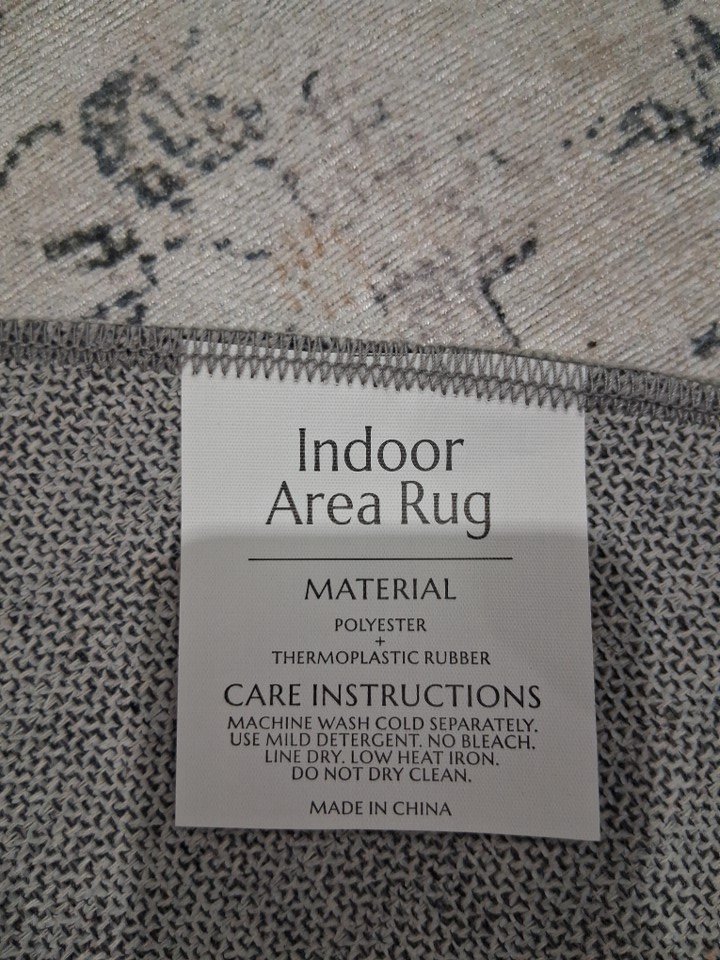 Indoor
Area Rug
MATERIAL
POLYESTER
+
THERMOPLASTIC RUBBER
CARE INSTRUCTIONS
MACHINE WASH COLD SEPARATELY.
USE MILD DETERGENT. NO BLEACH.
LINE DRY. LOW HEAT IRON.
DO NOT DRY CLEAN.
MADE IN CHINA